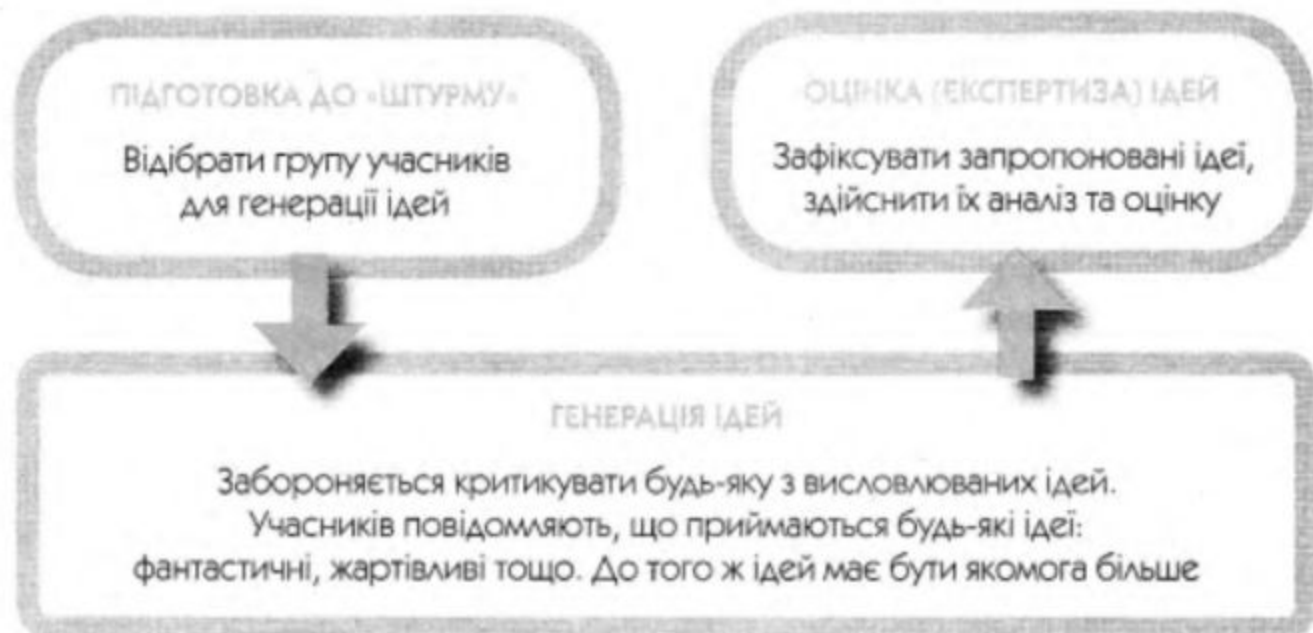 ПІДГОТОВКА ДО «ШТУРМУ»
Відібрати групу учасників
для генерації ідей
ГЕНЕРАЦІЯ ІДЕЙ
Забороняється критикувати будь-яку з висловлюваних ідей.
Учасників повідомляють, що приймаються будь-які ідеї:
фантастичні, жартівливі тощо. До того ж ідей має бути якомога більше
ОЦІНКА (ЕКСПЕРТИЗА) ІДЕЙ
Зафіксувати запропоновані ідеї,
здійснити їх аналіз та оцінку